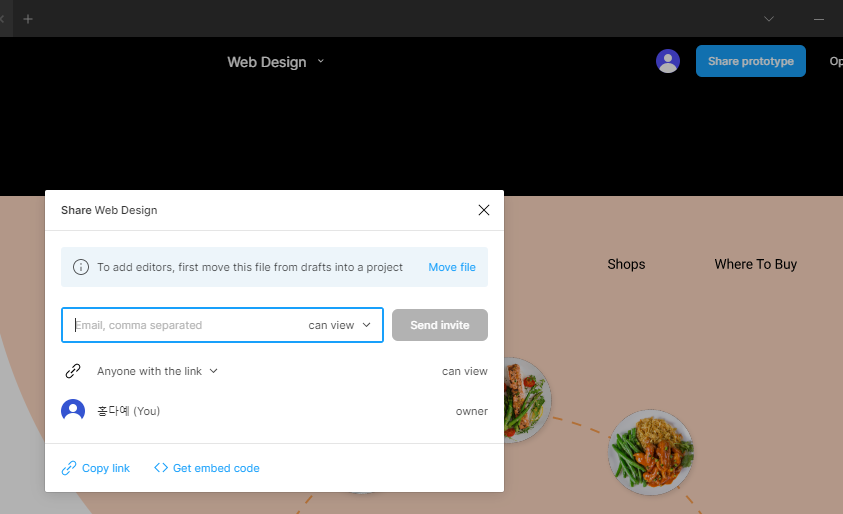 Web Design
Share prototype
Op
Share Web Design
To add editors, first move this file from drafts into a project Move file
Shops Where To Buy
Email, comma separated can view Send invite
Anyone with the link can view
홍다예 (You) owner
Copy link Get embed code